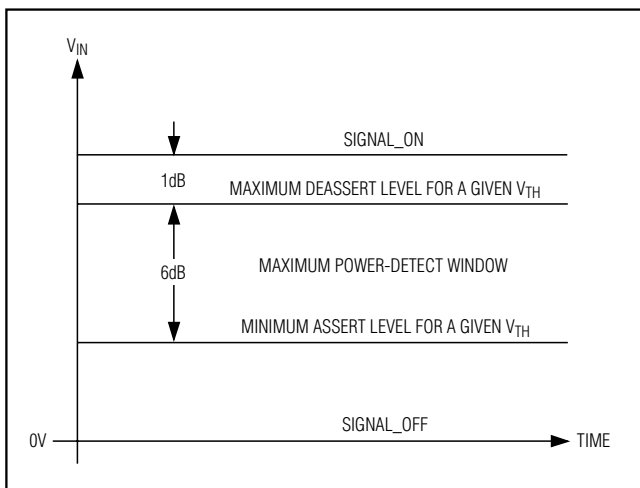 VIN
SIGNAL_ON
1dB
MAXIMUM DEASSERT LEVEL FOR A GIVEN VTH
6dB
MAXIMUM POWER-DETECT WINDOW
MINIMUM ASSERT LEVEL FOR A GIVEN VTH
SIGNAL_OFF
0V
TIME